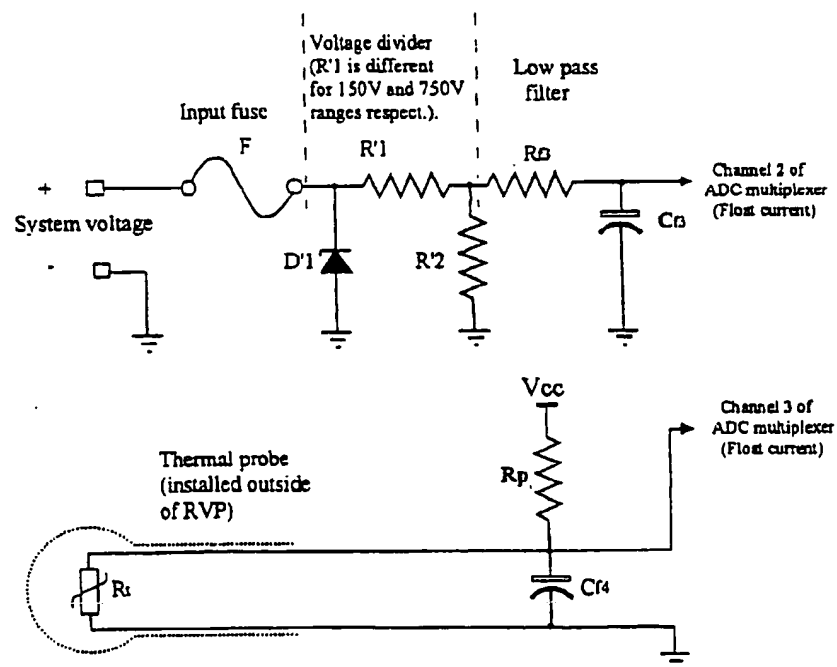 Voltage divider
(R'1 is different
for 150V and 750V
ranges respect.).
Low pass
filter
Input fuse
F
R'1
Rf3
+
System voltage
-
D'1
R'2
Cf3
Channel 2 of
ADC multiplexer
(Float current)
Vcc
Rp
Channel 3 of
ADC multiplexer
(Float current)
Thermal probe
(installed outside
of RVP)
Rt
Cf4